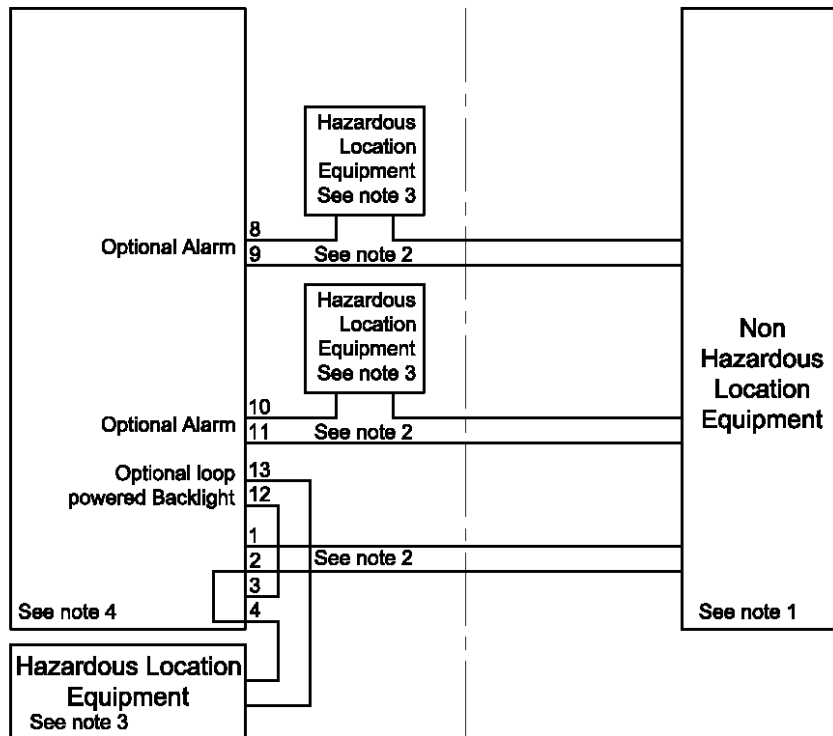 Hazardous
Location
Equipment
See note 3
8
Optional Alarm
9
See note 2
Hazardous
Location
Equipment
See note 3
Non
Hazardous
Location
Equipment
10
Optional Alarm
11
See note 2
Optional loop
powered Backlight
13
12
1
2
See note 2
3
4
See note 4
See note 1
Hazardous Location
Equipment
See note 3